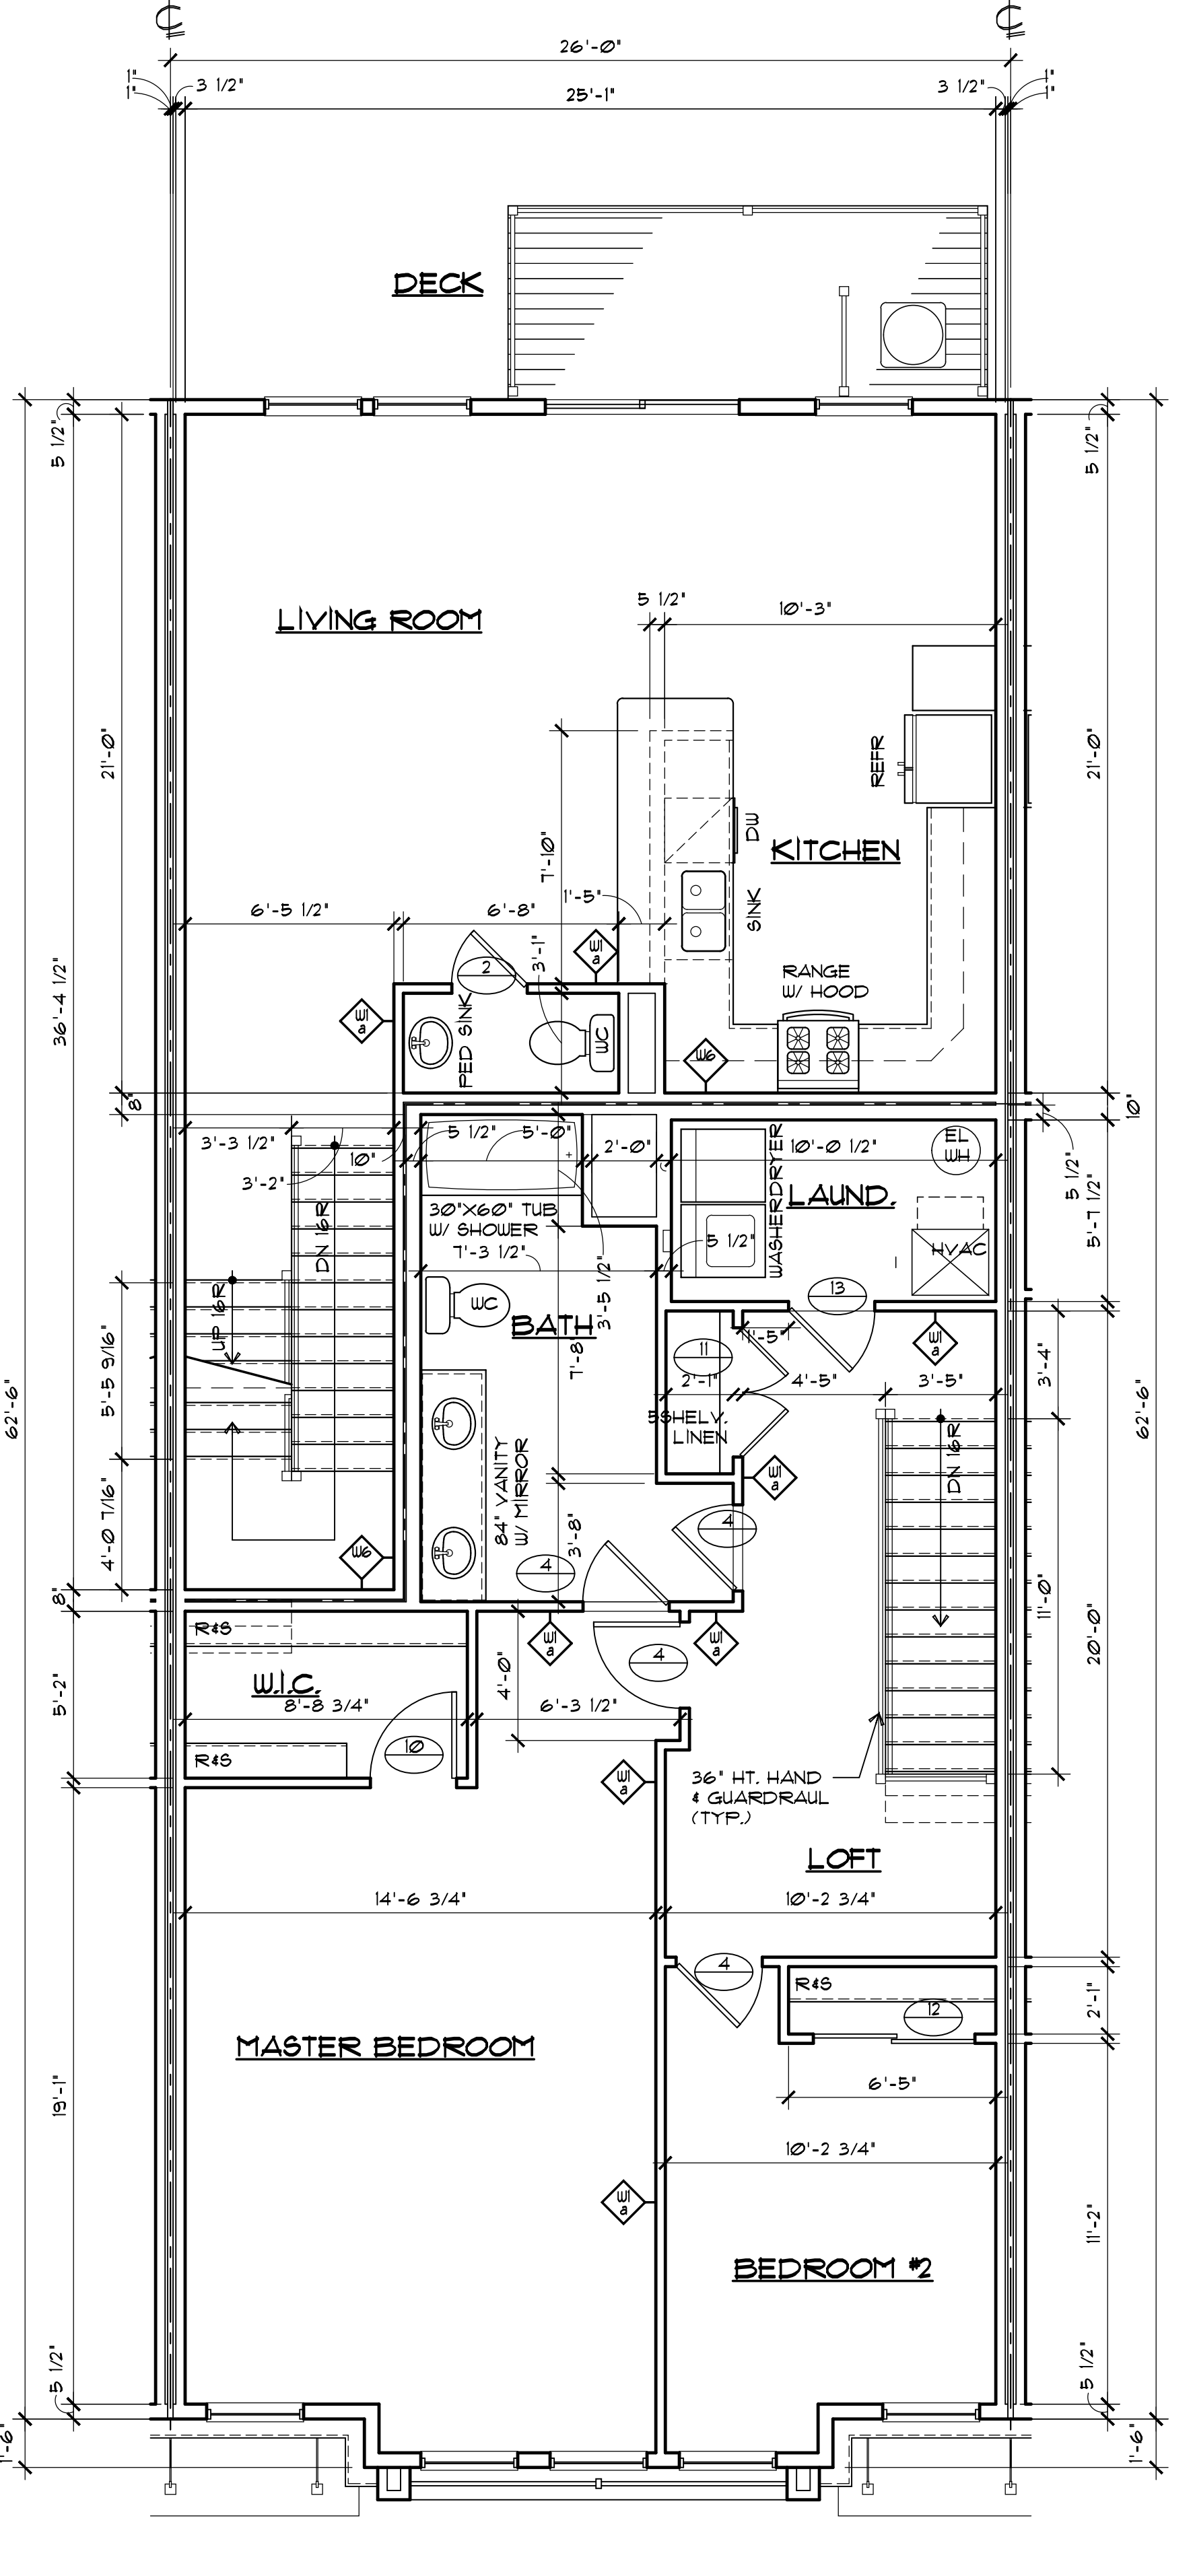 26'-0"
1"
1"
3 1/2"
25'-1"
3 1/2"
1"
1"
DECK
5 1/2"
5 1/2"
LIVING ROOM
5 1/2"
10'-3"
21'-0"
REFR
21'-0"
7'-10"
DW
KITCHEN
SINK
6'-5 1/2"
6'-8"
1'-5"
3'-1"
W1
a
2
RANGE
W/ HOOD
36'-4 1/2"
W1
a
PED SINK
WC
W6
8"
10"
3'-3 1/2"
10"
5 1/2"
5'-0"
2'-0"
10'-0 1/2"
EL
WH
3'-2"
DN 16R
30"X60" TUB
W/ SHOWER
WASHER
DRYER
LAUND.
5 1/2"
5'-7 1/2"
7'-3 1/2"
5 1/2"
HVAC
UP 16R
WC
BATH
3'-5 1/2"
13
7'-8"
11
1'-5"
W1
a
5'-5 9/16"
2'-1"
4'-5"
3'-5"
3'-4"
62'-6"
62'-6"
5SHELV.
LINEN
DN 16R
84" VANITY
W/ MIRROR
W1
a
4'-0 7/16"
W6
4
3'-8"
4
8"
11'-0"
20'-0"
R&S
W1
a
W1
a
4
W.I.C.
5'-2"
8'-8 3/4"
4'-0"
6'-3 1/2"
R&S
10
W1
a
36" HT. HAND
& GUARDRAUL
(TYP.)
LOFT
14'-6 3/4"
10'-2 3/4"
4
R&S
12
2'-1"
MASTER BEDROOM
19'-1"
6'-5"
10'-2 3/4"
W1
a
11'-2"
BEDROOM #2
5 1/2"
5 1/2"
1'-6"
1'-6"